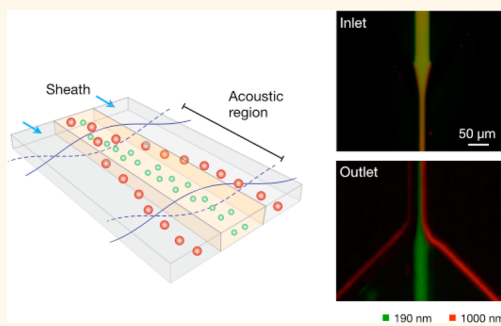 Sheath
Acoustic
region
Inlet
50 μm
Outlet
190 nm
1000 nm